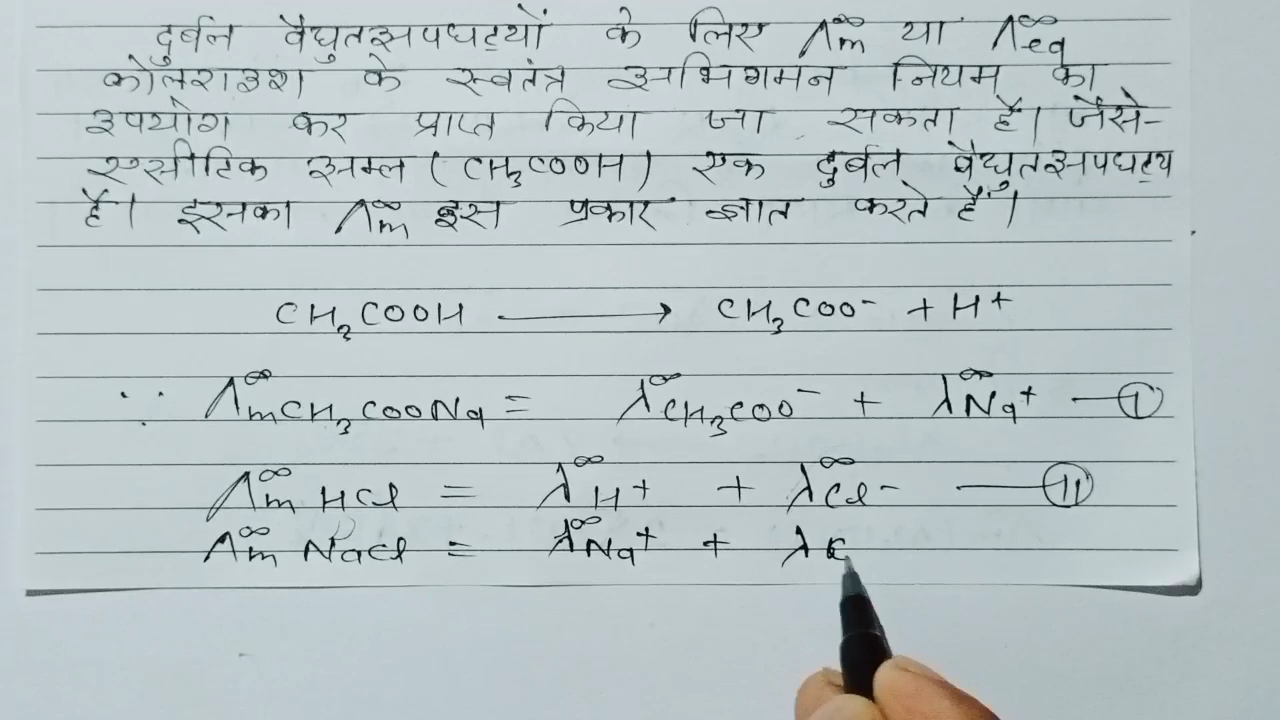 दुर्बल वैद्युतअपघट्यों के लिए Λ∞m या Λ∞eq
कोलराउश के स्वतंत्र अभिगमन नियम का
उपयोग कर प्राप्त किया जा सकता है। जैसे-
एसीटिक अम्ल (CH₃COOH) एक दुर्बल वैद्युतअपघट्य
है। इसका Λ∞m इस प्रकार ज्ञात करते हैं।
CH₃COOH ⟶ CH₃COO⁻ + H⁺
∵ Λ∞m CH₃COONa = λ∞CH₃COO⁻ + λ∞Na⁺ —Ⓘ
Λ∞m HCl = λ∞H⁺ + λ∞Cl⁻ —Ⅱ
Λ∞m NaCl = λ∞Na⁺ + λc